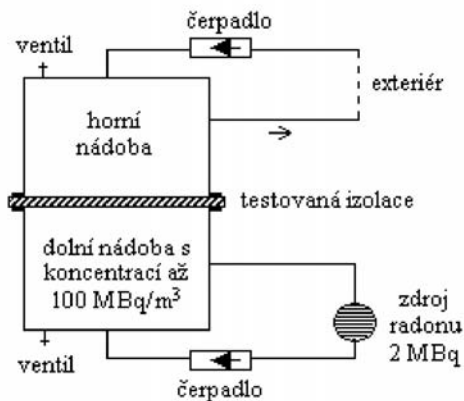 čerpadlo
ventil
exteriér
horní
nádoba
testovaná izolace
dolní nádoba s
koncentrací až
100 MBq/m³
zdroj
radonu
2 MBq
ventil
čerpadlo